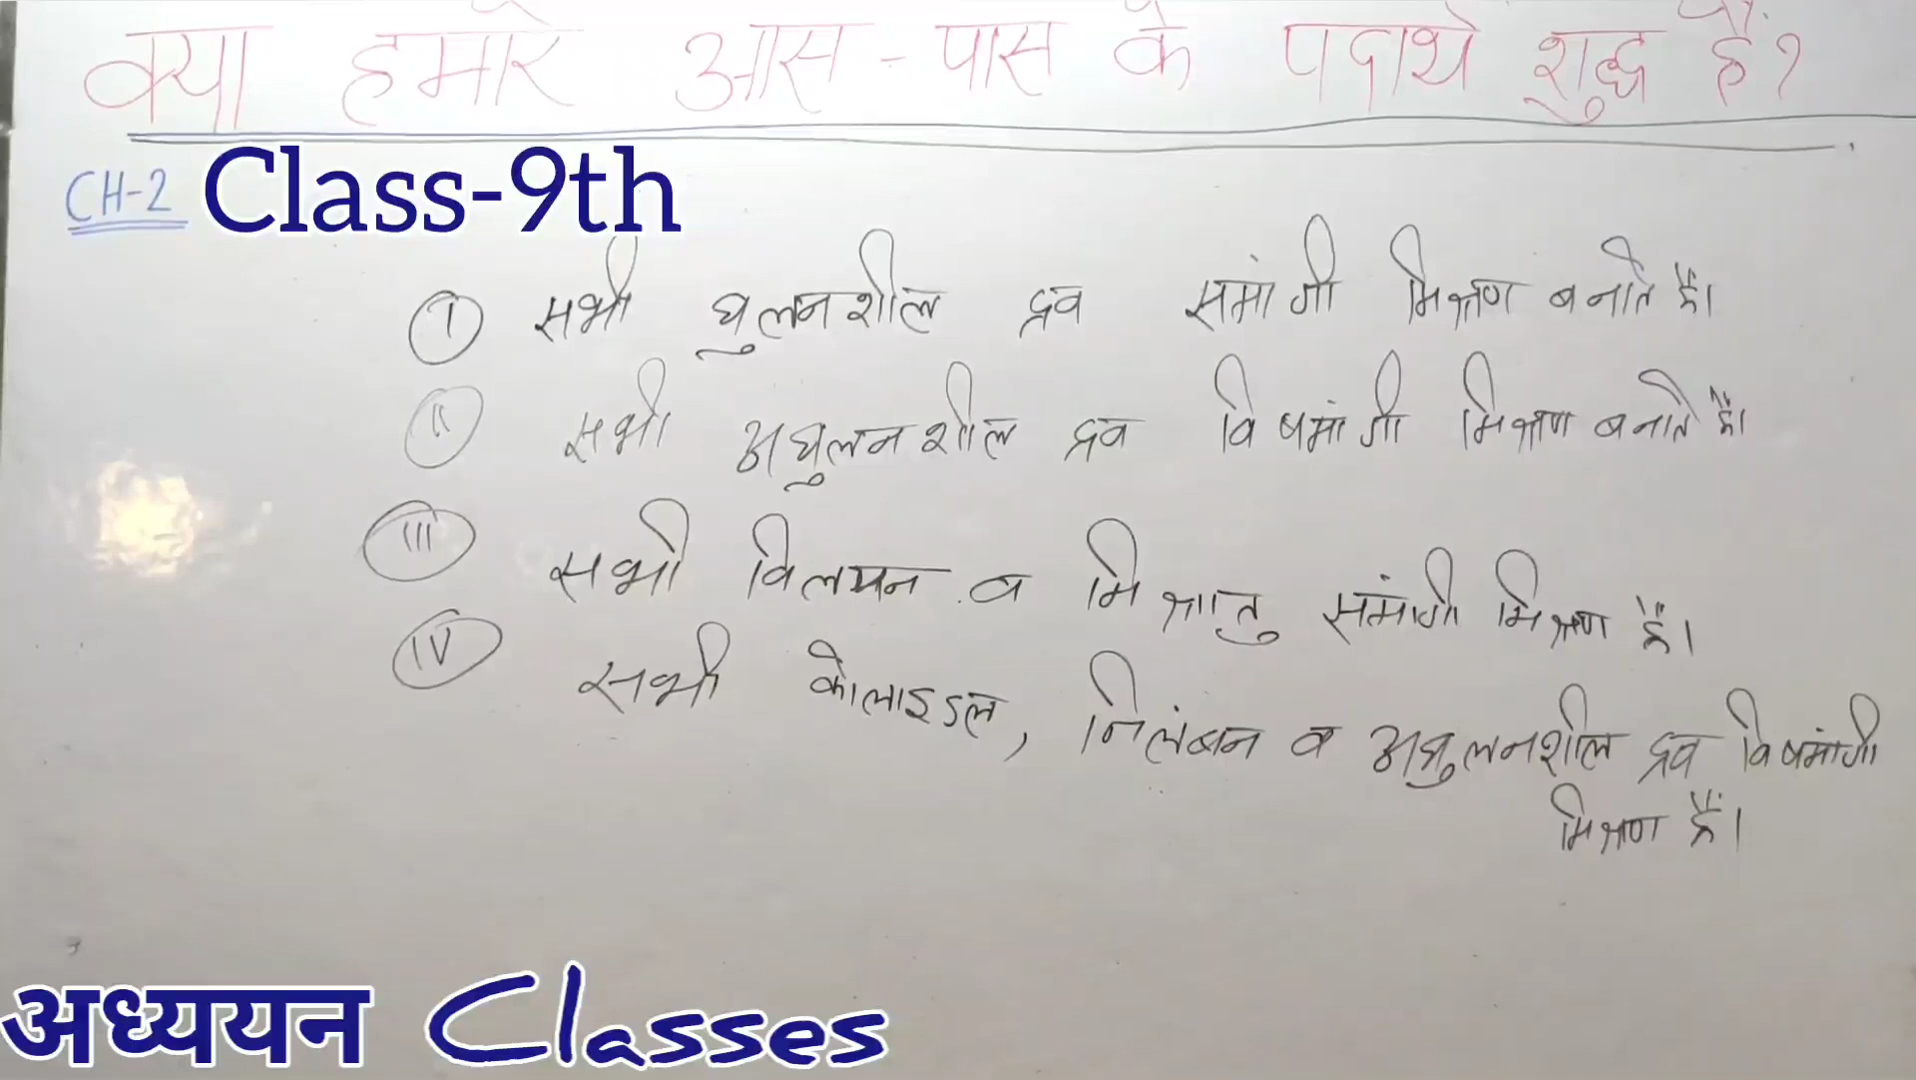 क्या हमारे आस-पास के पदार्थ शुद्ध हैं?
CH-2 Class-9th
I सभी घुलनशील द्रव समांगी मिश्रण बनाते हैं।
II सभी अघुलनशील द्रव विषमांगी मिश्रण बनाते हैं।
III सभी विलयन व मिश्रातु समांगी मिश्रण हैं।
IV सभी कोलाइडल, निलंबन व अघुलनशील द्रव विषमांगी
मिश्रण हैं।
अध्ययन Classes